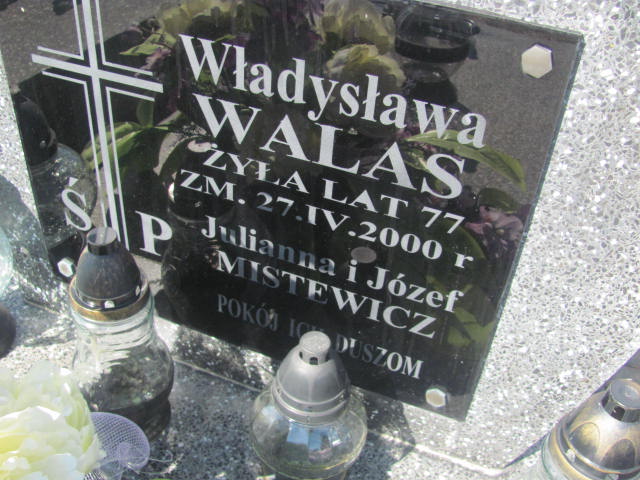 Władysława
WALAS
ŻYŁA LAT 77
ZM. 27.IV.2000 r
Ś P
Julianna i Józef
MISTEWICZ
POKÓJ ICH DUSZOM